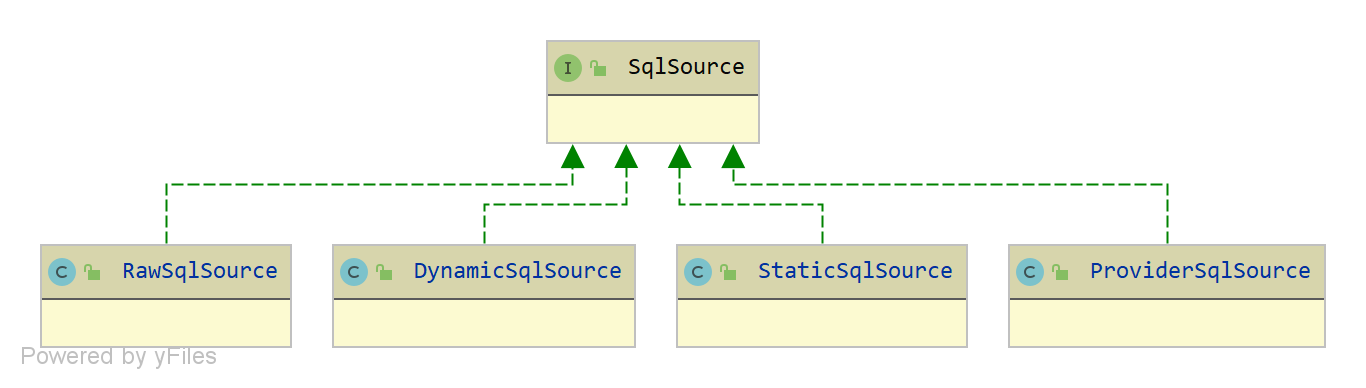 I SqlSource
C RawSqlSource
C DynamicSqlSource
C StaticSqlSource
C ProviderSqlSource
Powered by yFiles